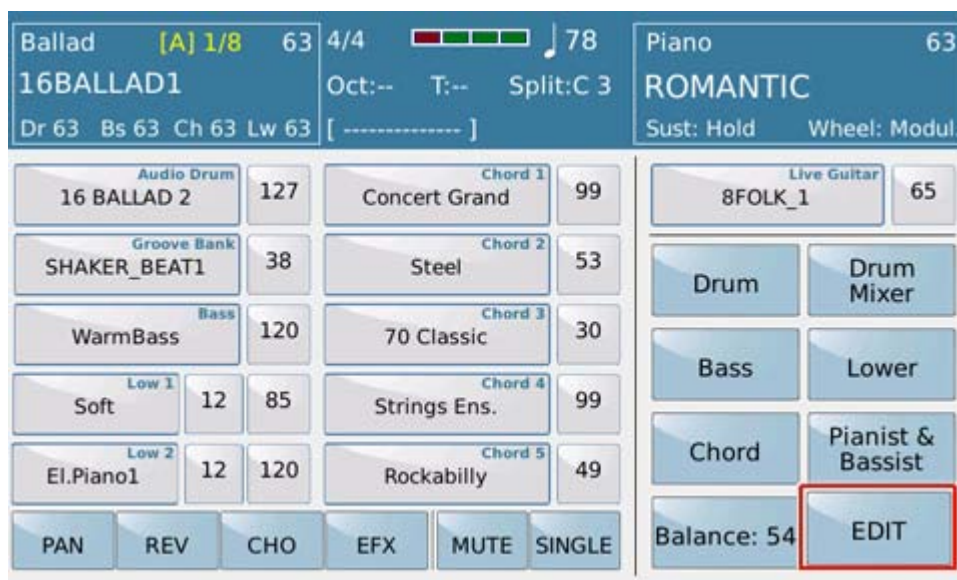 Ballad [A] 1/8 63
16BALLAD1
Dr 63 Bs 63 Ch 63 Lw 63
4/4 78
Oct:-- T:-- Split:C 3
[ -------------- ]
Piano 63
ROMANTIC
Sust: Hold Wheel: Modul.
Audio Drum
16 BALLAD 2 127
Groove Bank
SHAKER_BEAT1 38
Bass
WarmBass 120
Low 1
Soft 12 85
Low 2
El.Piano1 12 120
Chord 1
Concert Grand 99
Chord 2
Steel 53
Chord 3
70 Classic 30
Chord 4
Strings Ens. 99
Chord 5
Rockabilly 49
PAN REV CHO EFX MUTE SINGLE
Live Guitar
8FOLK_1 65
Drum
Drum
Mixer
Bass
Lower
Chord
Pianist &
Bassist
Balance: 54
EDIT